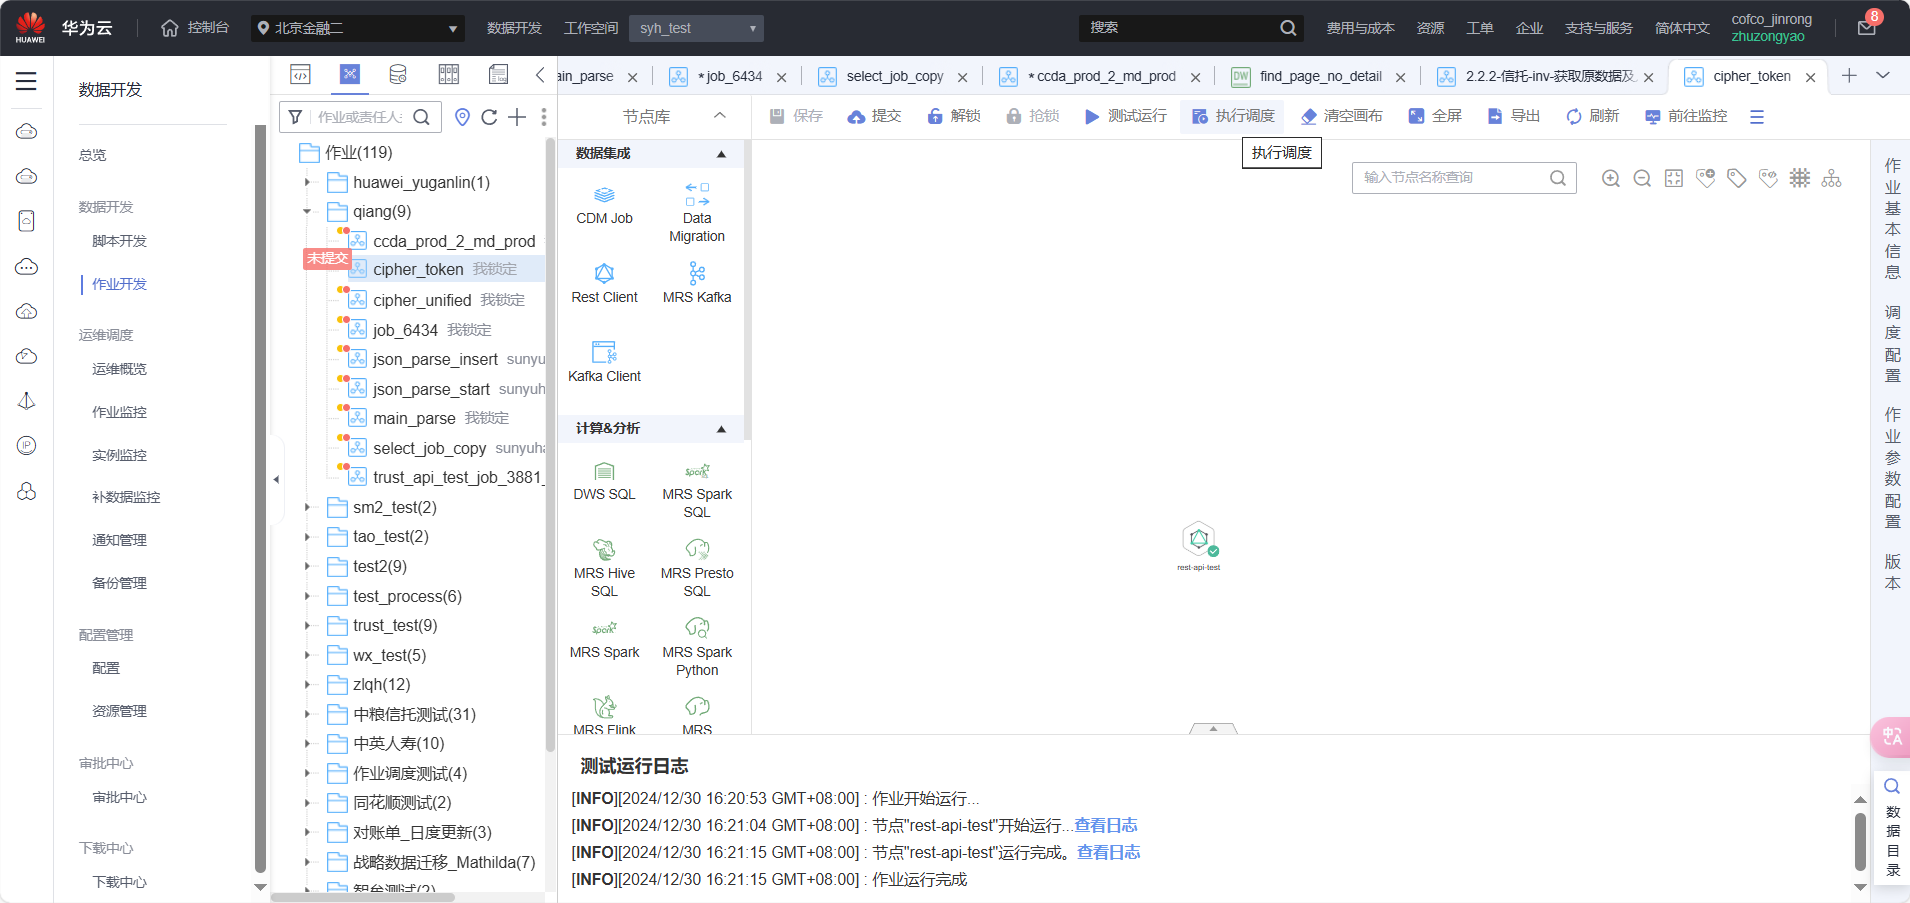 HUAWEI
华为云
控制台
北京金融二
数据开发
工作空间
syh_test
搜索
费用与成本
资源
工单
企业
支持与服务
简体中文
cofco_jinrong
zhuzongyao
8
数据开发
总览
数据开发
脚本开发
作业开发
运维调度
运维概览
作业监控
实例监控
补数据监控
通知管理
备份管理
配置管理
配置
资源管理
审批中心
审批中心
下载中心
下载中心
作业或责任人
作业(119)
huawei_yuganlin(1)
qiang(9)
ccda_prod_2_md_prod
未提交
cipher_token 我锁定
cipher_unified 我锁定
job_6434 我锁定
json_parse_insert sunyu
json_parse_start sunyuh
main_parse 我锁定
select_job_copy sunyuha
trust_api_test_job_3881_
sm2_test(2)
tao_test(2)
test2(9)
test_process(6)
trust_test(9)
wx_test(5)
zlqh(12)
中粮信托测试(31)
中英人寿(10)
作业调度测试(4)
同花顺测试(2)
对账单_日度更新(3)
战略数据迁移_Mathilda(7)
ain_parse
*job_6434
select_job_copy
*ccda_prod_2_md_prod
DW
find_page_no_detail
2.2.2-信托-inv-获取原数据及
cipher_token
节点库
保存
提交
解锁
抢锁
测试运行
执行调度
清空画布
全屏
导出
刷新
前往监控
执行调度
输入节点名称查询
数据集成
CDM Job
Data Migration
Rest Client
MRS Kafka
Kafka Client
计算&分析
DWS SQL
MRS Spark SQL
MRS Hive SQL
MRS Presto SQL
MRS Spark
MRS Spark Python
MRS Flink
MRS
rest-api-test
作业基本信息
调度配置
作业参数配置
版本
数据目录
测试运行日志
[INFO][2024/12/30 16:20:53 GMT+08:00] : 作业开始运行...
[INFO][2024/12/30 16:21:04 GMT+08:00] : 节点"rest-api-test"开始运行...查看日志
[INFO][2024/12/30 16:21:15 GMT+08:00] : 节点"rest-api-test"运行完成。查看日志
[INFO][2024/12/30 16:21:15 GMT+08:00] : 作业运行完成